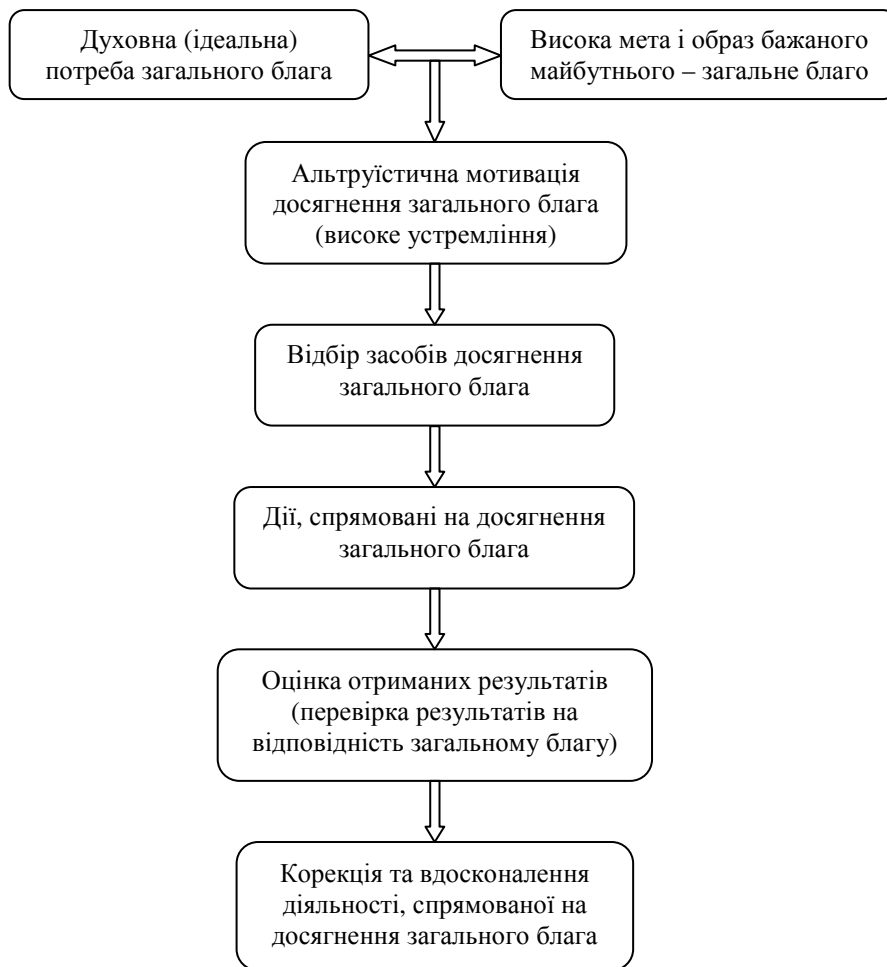 Духовна (ідеальна)
потреба загального блага
Висока мета і образ бажаного
майбутнього – загальне благо
Альтруїстична мотивація
досягнення загального блага
(високе устремління)
Відбір засобів досягнення
загального блага
Дії, спрямовані на досягнення
загального блага
Оцінка отриманих результатів
(перевірка результатів на
відповідність загальному благу)
Корекція та вдосконалення
діяльності, спрямованої на
досягнення загального блага